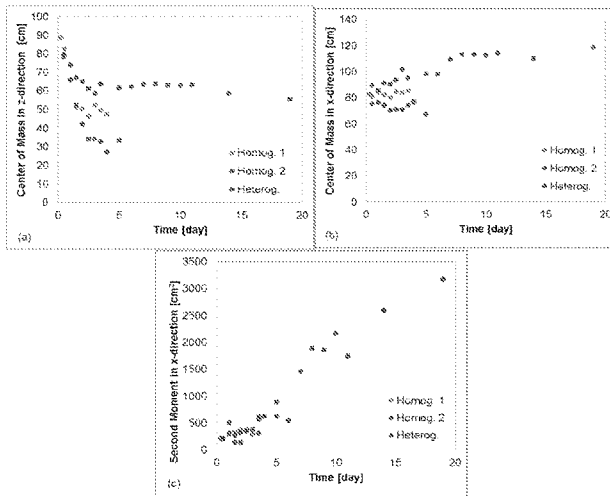 Center of Mass in z-direction [cm]
100
90
80
70
60
50
40
30
20
10
0
Homog. 1
Homog. 2
Heterog.
0 5 10 15 20
Time [day]
(a)
Center of Mass in x-direction [cm]
140
120
100
80
60
40
20
0
Homog. 1
Homog. 2
Heterog.
0 5 10 15 20
Time [day]
(b)
Second Moment in x-direction [cm²]
3500
3000
2500
2000
1500
1000
500
0
Homog. 1
Homog. 2
Heterog.
0 5 10 15 20
Time [day]
(c)